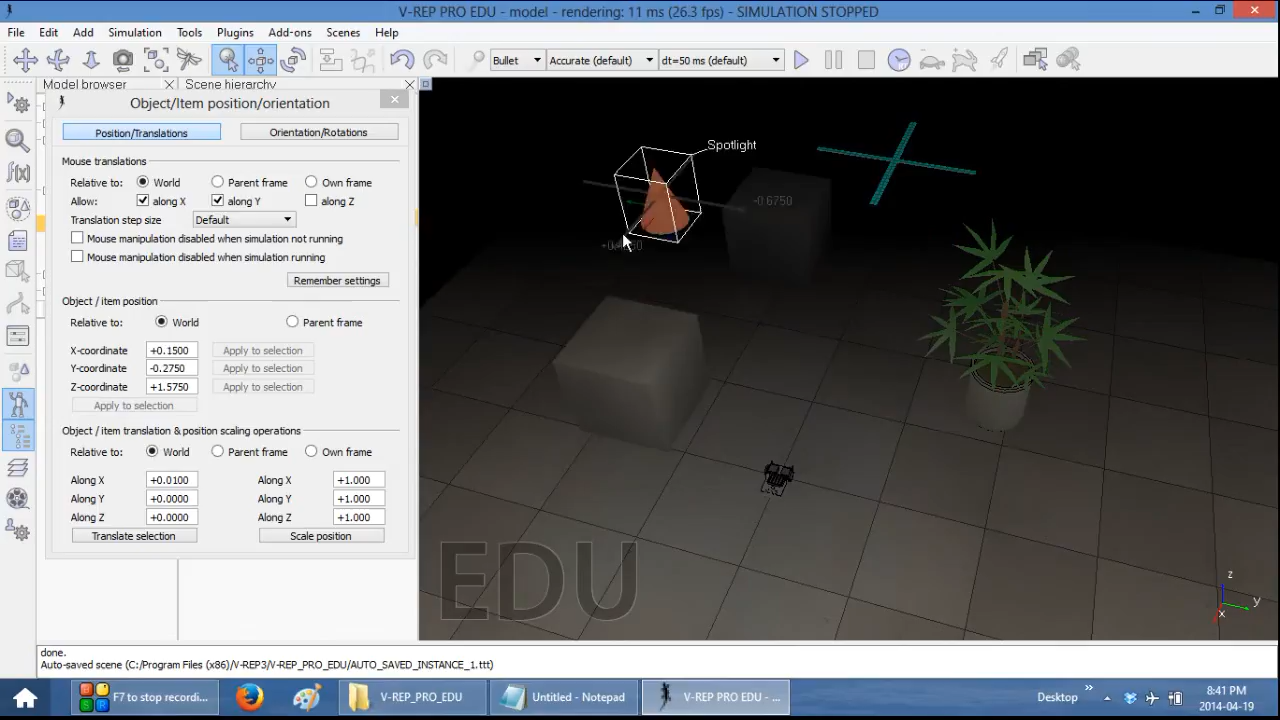 V-REP PRO EDU - model - rendering: 11 ms (26.3 fps) - SIMULATION STOPPED
File Edit Add Simulation Tools Plugins Add-ons Scenes Help
Bullet Accurate (default) dt=50 ms (default)
Model browser Scene hierarchy
Object/Item position/orientation
Position/Translations Orientation/Rotations
Mouse translations
Relative to: World Parent frame Own frame
Allow: along X along Y along Z
Translation step size Default
Mouse manipulation disabled when simulation not running
Mouse manipulation disabled when simulation running
Remember settings
Object / item position
Relative to: World Parent frame
X-coordinate +0.1500 Apply to selection
Y-coordinate -0.2750 Apply to selection
Z-coordinate +1.5750 Apply to selection
Apply to selection
Object / item translation & position scaling operations
Relative to: World Parent frame Own frame
Along X +0.0100 Along X +1.000
Along Y +0.0000 Along Y +1.000
Along Z +0.0000 Along Z +1.000
Translate selection Scale position
Spotlight
-0.6750
EDU
z
y
x
done.
Auto-saved scene (C:/Program Files (x86)/V-REP3/V-REP_PRO_EDU/AUTO_SAVED_INSTANCE_1.ttt)
F7 to stop recordi... V-REP_PRO_EDU Untitled - Notepad V-REP PRO EDU - ... Desktop 8:41 PM
2014-04-19